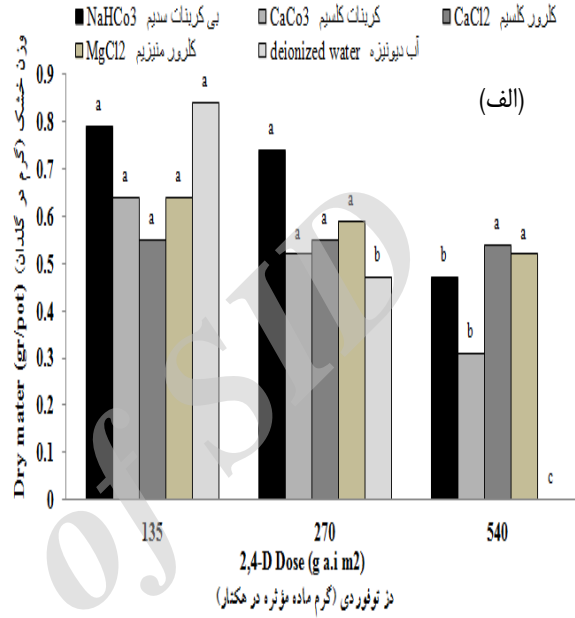 NaHCo3 بی کربنات سدیم CaCo3 کربنات کلسیم CaCl2 کلرور کلسیم
MgCl2 کلرور منیزیم deionized water آب دیونیزه
(الف)
Dry mater (gr/pot) وزن خشک (گرم در گلدان)
0.9
0.8
0.7
0.6
0.5
0.4
0.3
0.2
0.1
0
a a a a a
a a a a b
b b a a c
135 270 540
2,4-D Dose (g a.i m2)
دز توفوردی (گرم ماده مؤثره در هکتار)
of SID